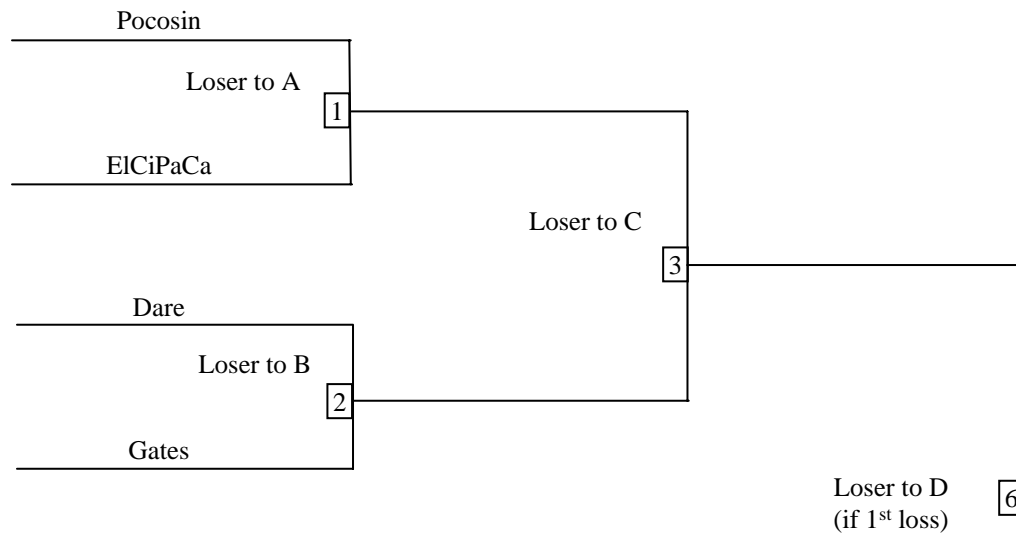 Pocosin
Loser to A
1
ElCiPaCa
Loser to C
3
Dare
Loser to B
2
Gates
Loser to D
6
(if 1st loss)